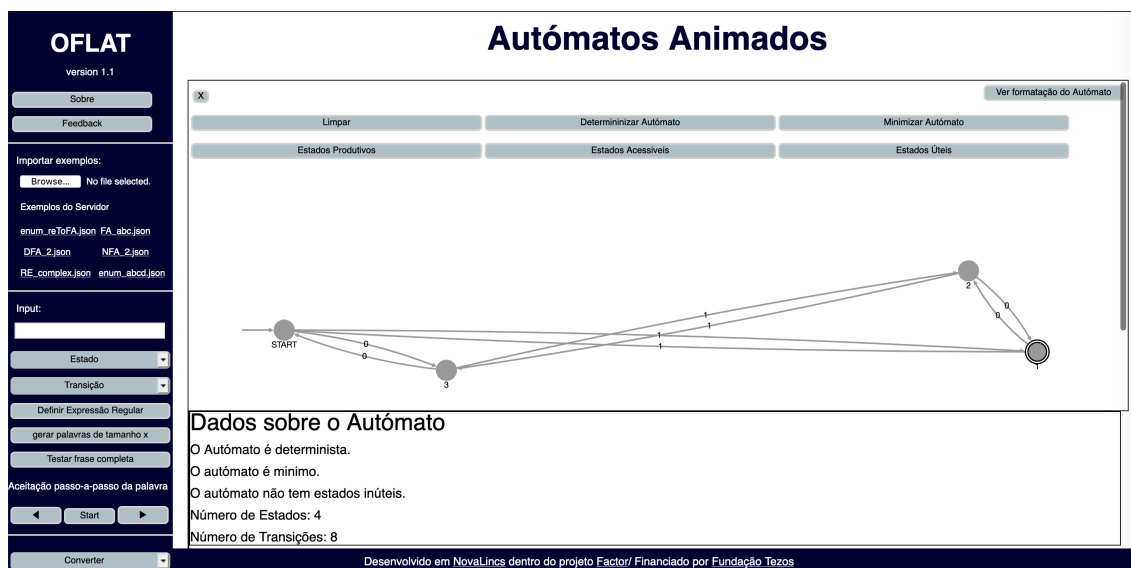 OFLAT
version 1.1
Sobre
Feedback
Importar exemplos:
Browse... No file selected.
Exemplos do Servidor
enum_reToFA.json FA_abc.json
DFA_2.json NFA_2.json
RE_complex.json enum_abcd.json
Input:
Estado
Transição
Definir Expressão Regular
gerar palavras de tamanho x
Testar frase completa
Aceitação passo-a-passo da palavra
Start
Converter
Autómatos Animados
X
Ver formatação do Autómato
Limpar Determininizar Autómato Minimizar Autómato
Estados Produtivos Estados Acessiveis Estados Úteis
2
0
0
1
1
START
0
0
1
1
3
1
Dados sobre o Autómato
O Autómato é determinista.
O autómato é minimo.
O autómato não tem estados inúteis.
Número de Estados: 4
Número de Transições: 8
Desenvolvido em NovaLincs dentro do projeto Factor/ Financiado por Fundação Tezos